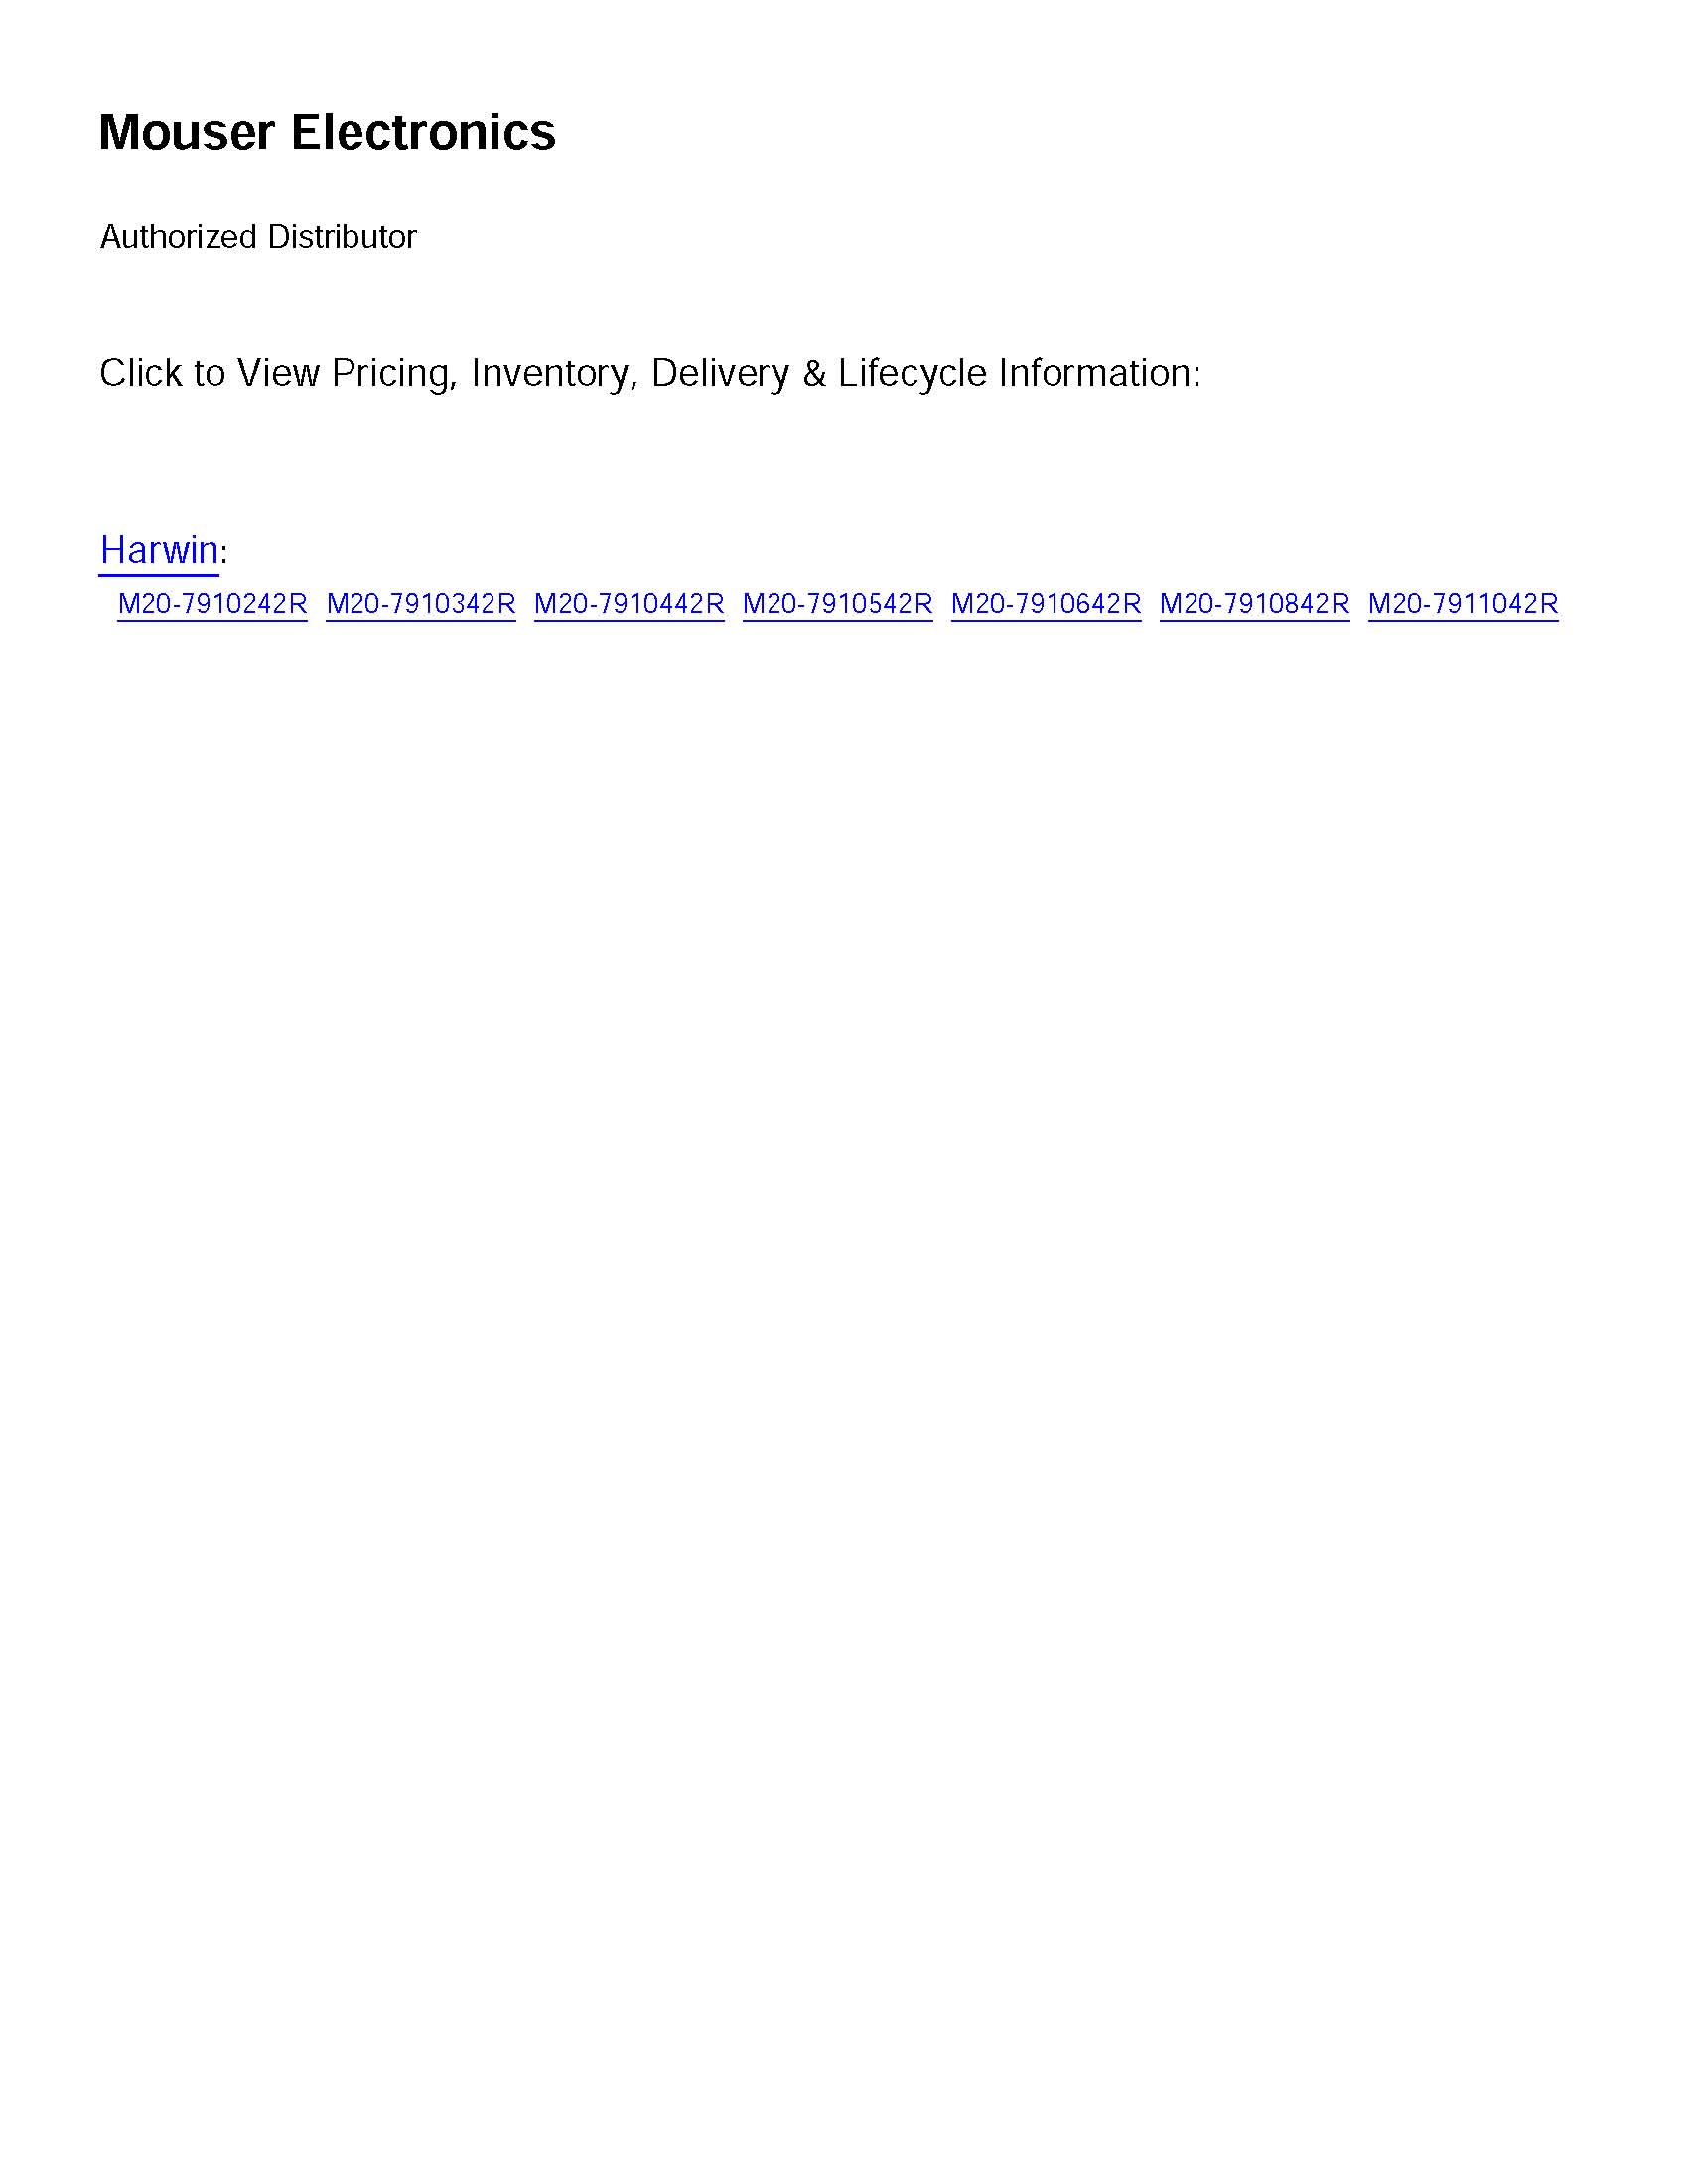 Mouser Electronics
Authorized Distributor
Click to View Pricing, Inventory, Delivery & Lifecycle Information:
Harwin:
M20-7910242R M20-7910342R M20-7910442R M20-7910542R M20-7910642R M20-7910842R M20-7911042R